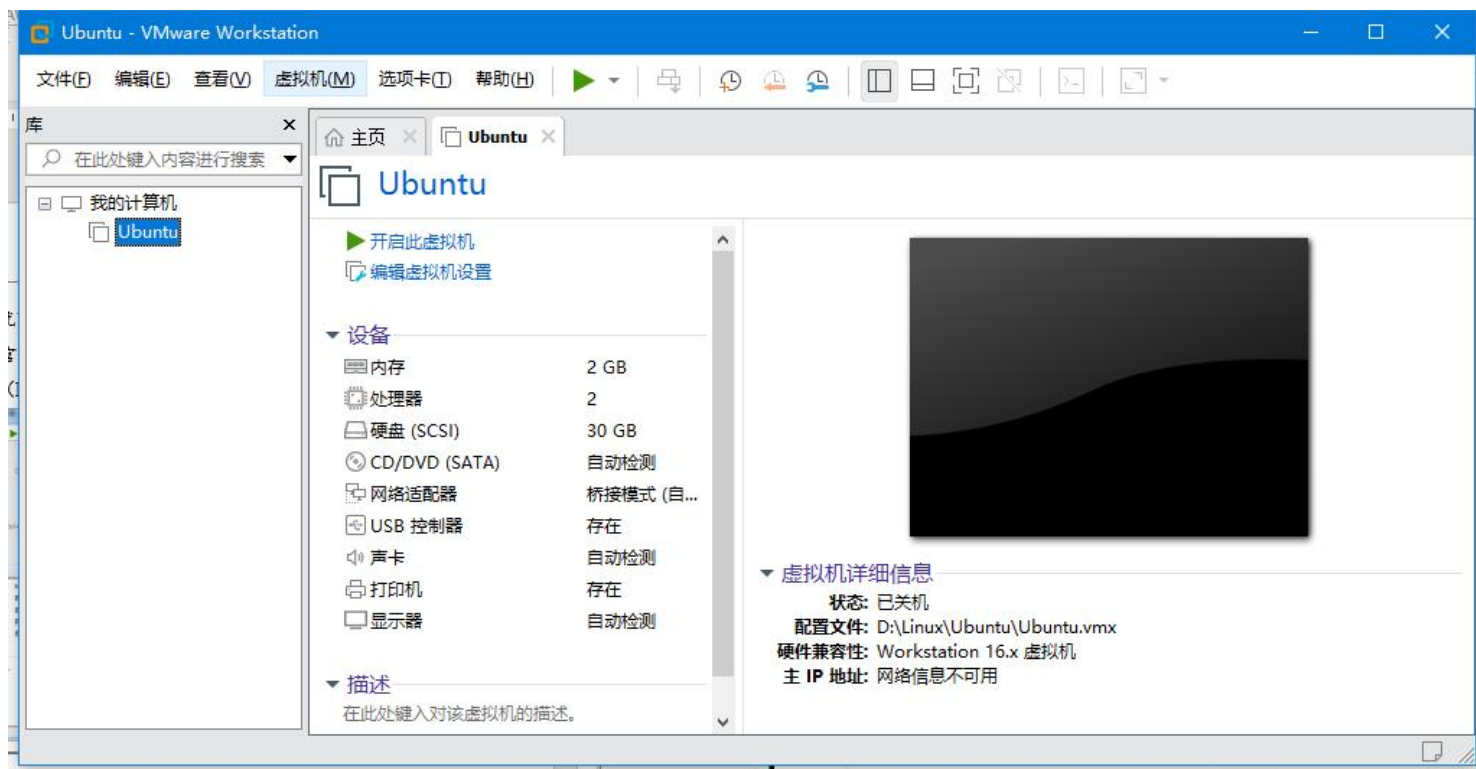 Ubuntu - VMware Workstation
文件(F) 编辑(E) 查看(V) 虚拟机(M) 选项卡(T) 帮助(H)
库
在此处键入内容进行搜索
我的计算机
Ubuntu
主页 Ubuntu
Ubuntu
开启此虚拟机
编辑虚拟机设置
设备
内存 2 GB
处理器 2
硬盘 (SCSI) 30 GB
CD/DVD (SATA) 自动检测
网络适配器 桥接模式 (自...
USB 控制器 存在
声卡 自动检测
打印机 存在
显示器 自动检测
描述
在此处键入对该虚拟机的描述。
虚拟机详细信息
状态: 已关机
配置文件: D:\Linux\Ubuntu\Ubuntu.vmx
硬件兼容性: Workstation 16.x 虚拟机
主 IP 地址: 网络信息不可用